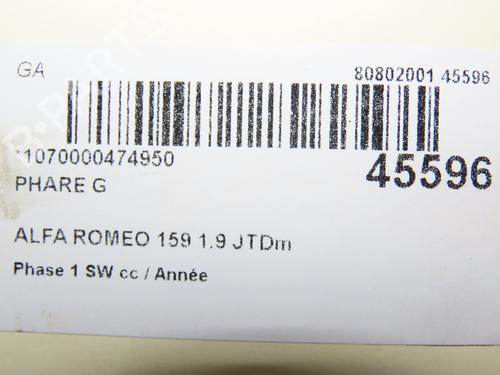 GA 80802001 45596
*1070000474950 45596
PHARE G
ALFA ROMEO 159 1.9 JTDm
Phase 1 SW cc / Année